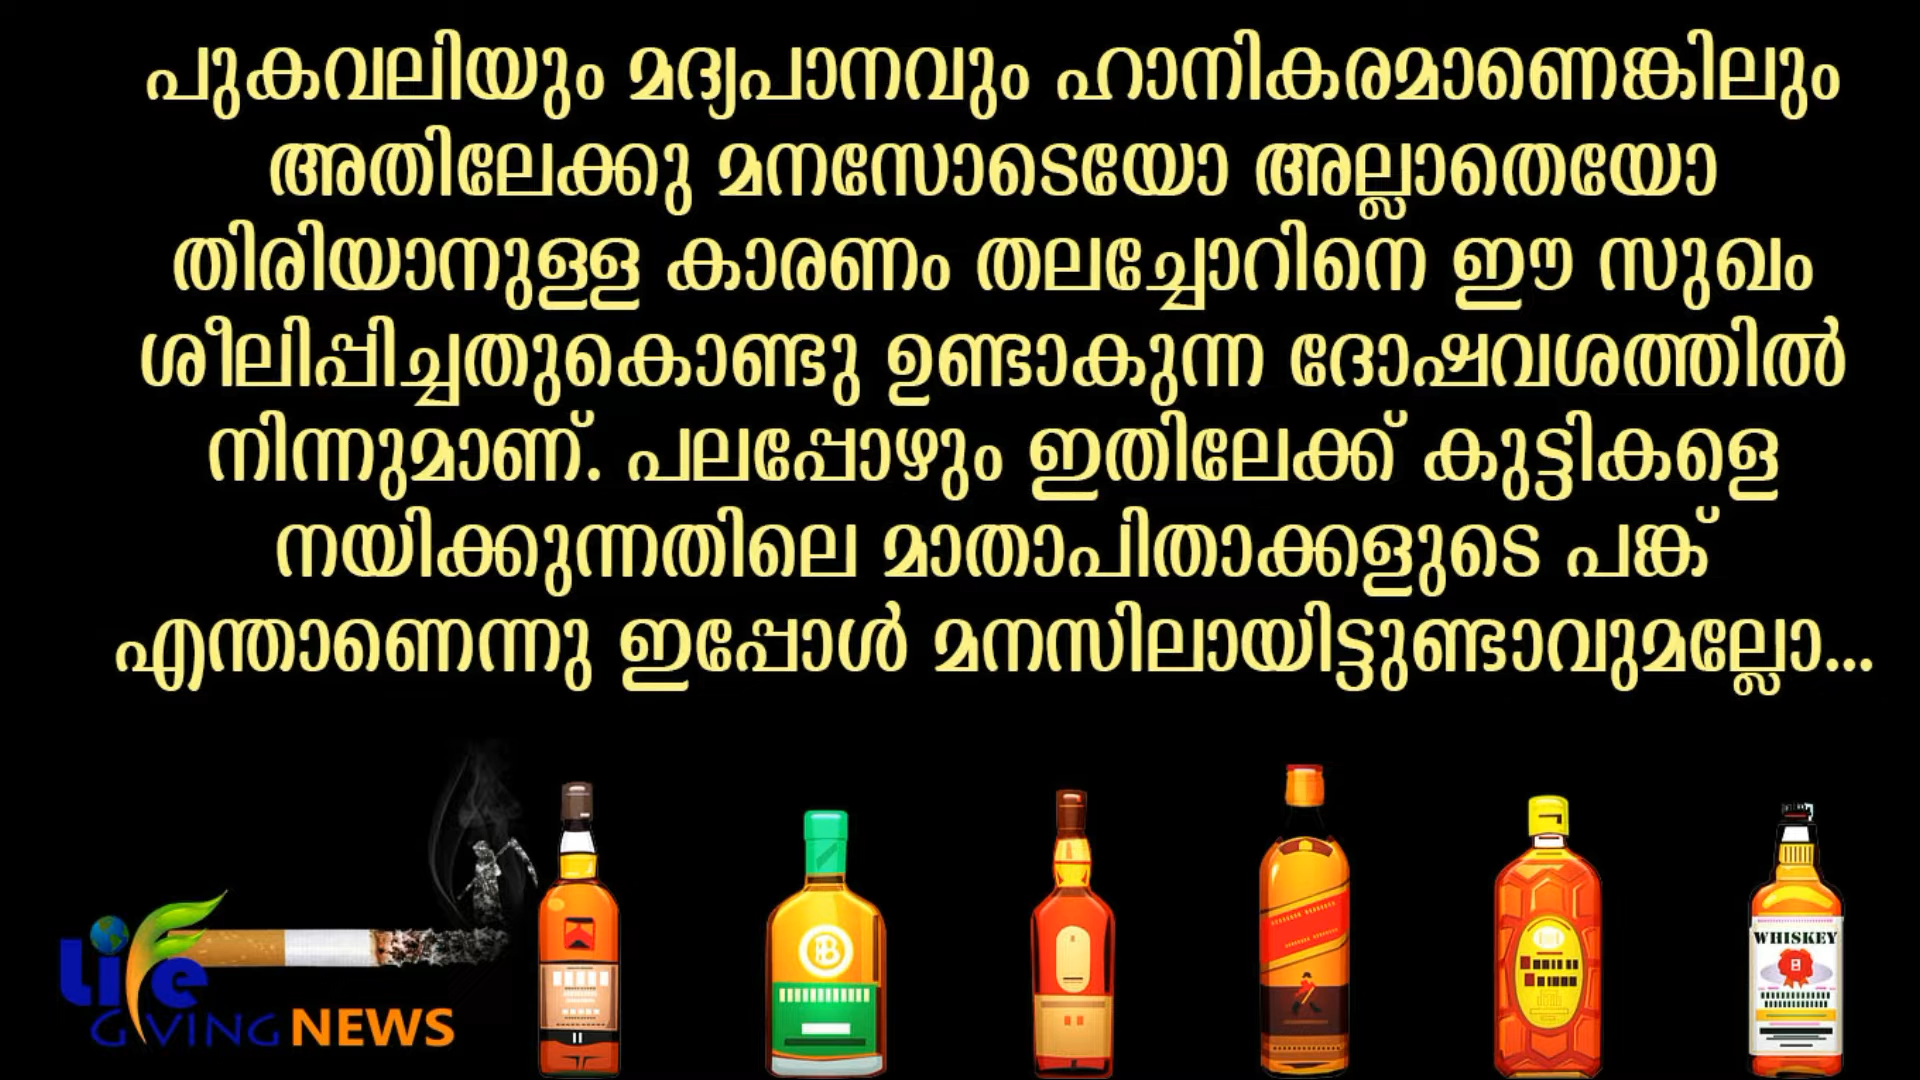 പുകവലിയും മദ്യപാനവും ഹാനികരമാണെങ്കിലും
അതിലേക്കു മനസോടെയോ അല്ലാതെയോ
തിരിയാനുള്ള കാരണം തലച്ചോറിനെ ഈ സുഖം
ശീലിപ്പിച്ചതുകൊണ്ടു ഉണ്ടാകുന്ന ദോഷവശത്തിൽ
നിന്നുമാണ്. പലപ്പോഴും ഇതിലേക്ക് കുട്ടികളെ
നയിക്കുന്നതിലെ മാതാപിതാക്കളുടെ പങ്ക്
എന്താണെന്നു ഇപ്പോൾ മനസിലായിട്ടുണ്ടാവുമല്ലോ...
LiFe
GIVING NEWS
B
WHISKEY